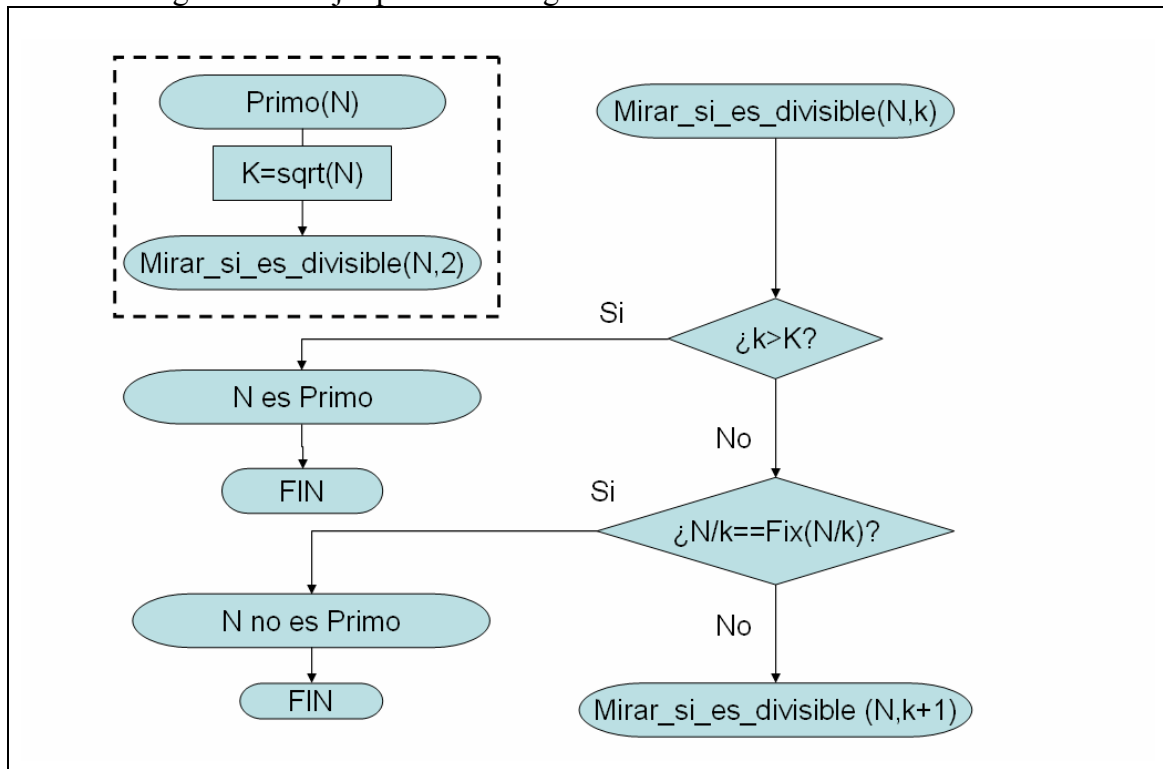 Primo(N)
K=sqrt(N)
Mirar_si_es_divisible(N,2)
Mirar_si_es_divisible(N,k)
¿k>K?
Si
N es Primo
FIN
No
¿N/k==Fix(N/k)?
Si
N no es Primo
FIN
No
Mirar_si_es_divisible (N,k+1)